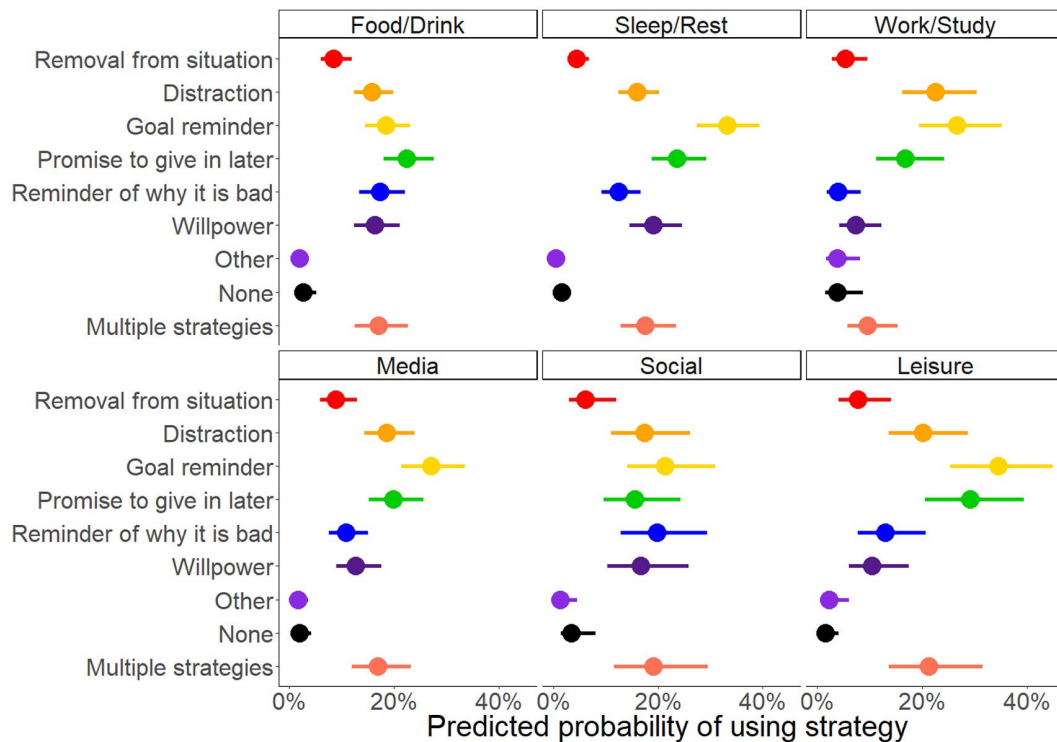 Food/Drink
Sleep/Rest
Work/Study
Removal from situation
Distraction
Goal reminder
Promise to give in later
Reminder of why it is bad
Willpower
Other
None
Multiple strategies
Media
Social
Leisure
Removal from situation
Distraction
Goal reminder
Promise to give in later
Reminder of why it is bad
Willpower
Other
None
Multiple strategies
0% 20% 40% 0% 20% 40% 0% 20% 40%
Predicted probability of using strategy